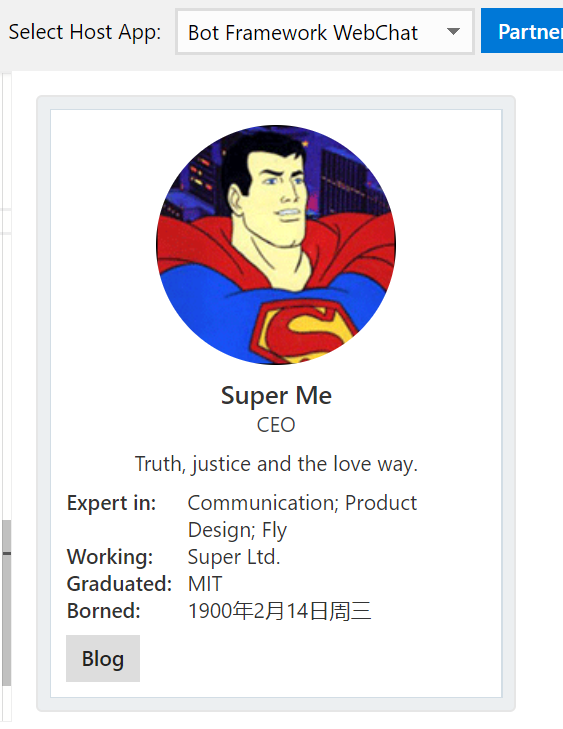 Select Host App: Bot Framework WebChat
Super Me
CEO
Truth, justice and the love way.
Expert in: Communication; Product
Design; Fly
Working: Super Ltd.
Graduated: MIT
Borned: 1900年2月14日周三
Blog